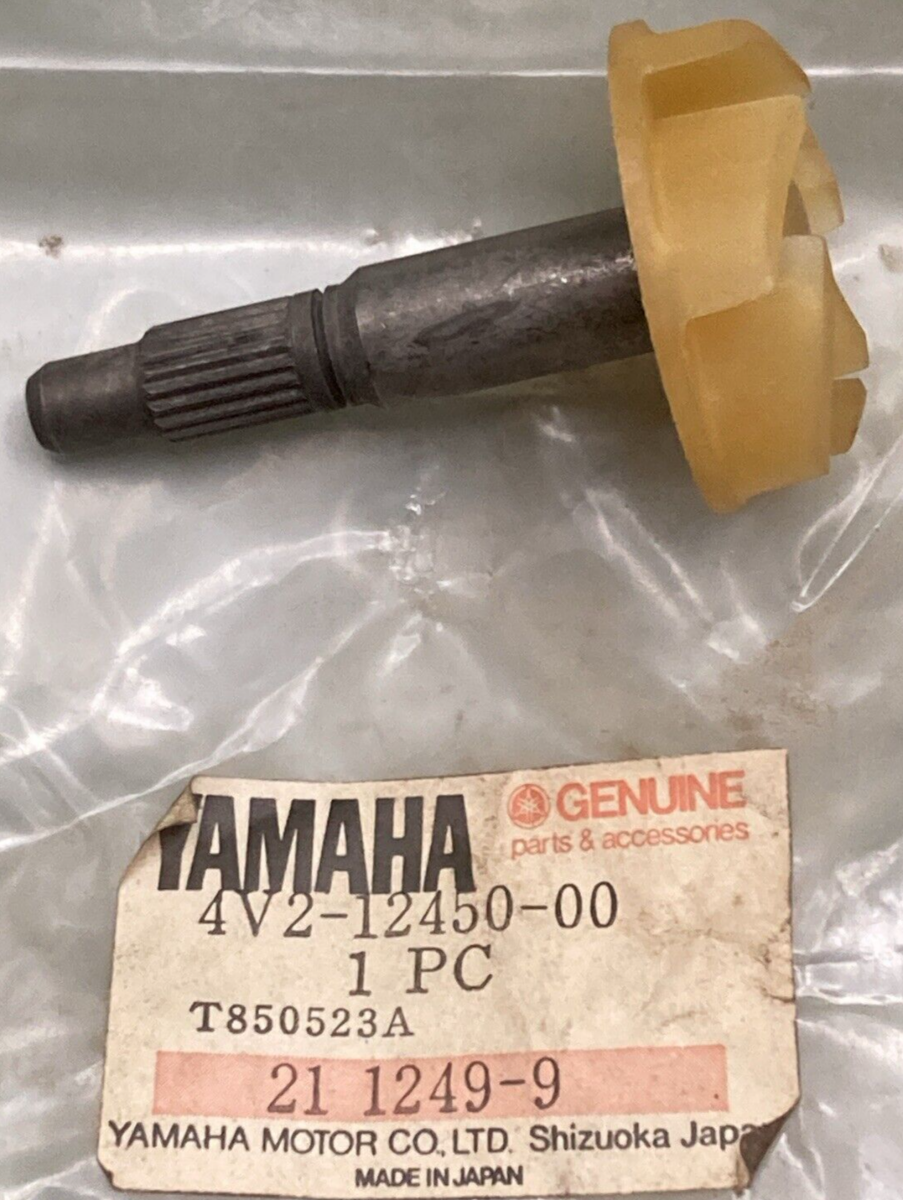 YAMAHA
GENUINE
parts & accessories
4V2-12450-00
1 PC
T850523A
21 1249-9
YAMAHA MOTOR CO., LTD. Shizuoka Japa
MADE IN JAPAN